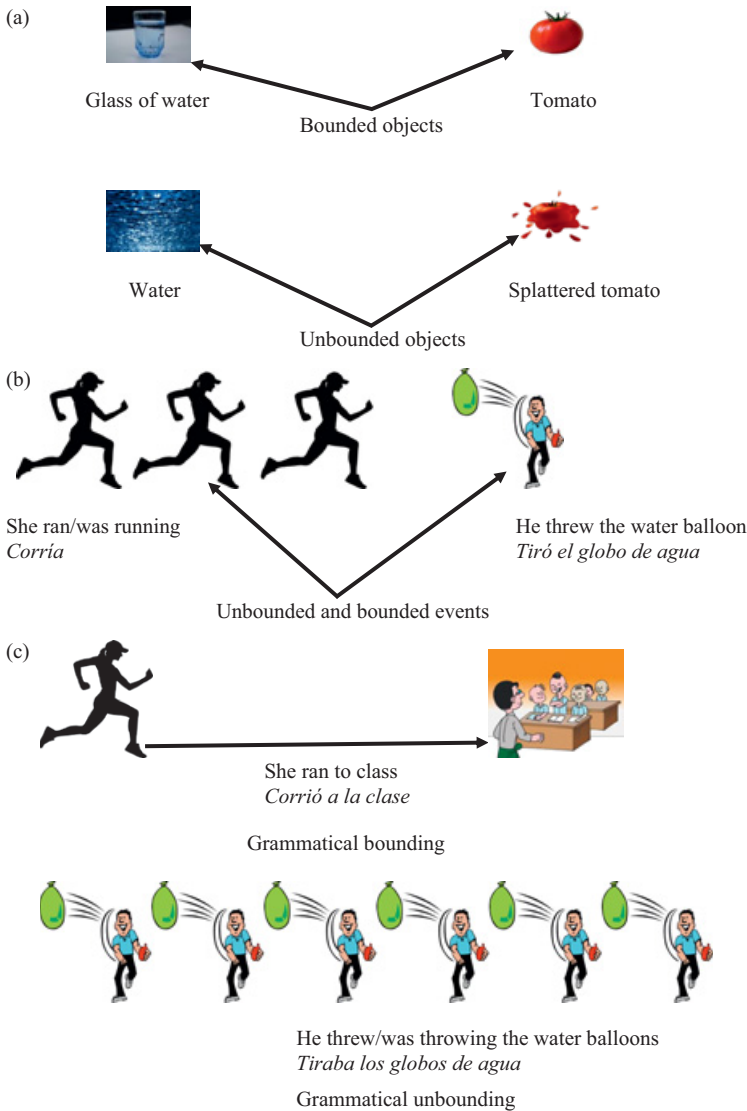 (a)
Glass of water
Tomato
Bounded objects
Water
Splattered tomato
Unbounded objects
(b)
She ran/was running
Corría
He threw the water balloon
Tiró el globo de agua
Unbounded and bounded events
(c)
She ran to class
Corrió a la clase
Grammatical bounding
He threw/was throwing the water balloons
Tiraba los globos de agua
Grammatical unbounding